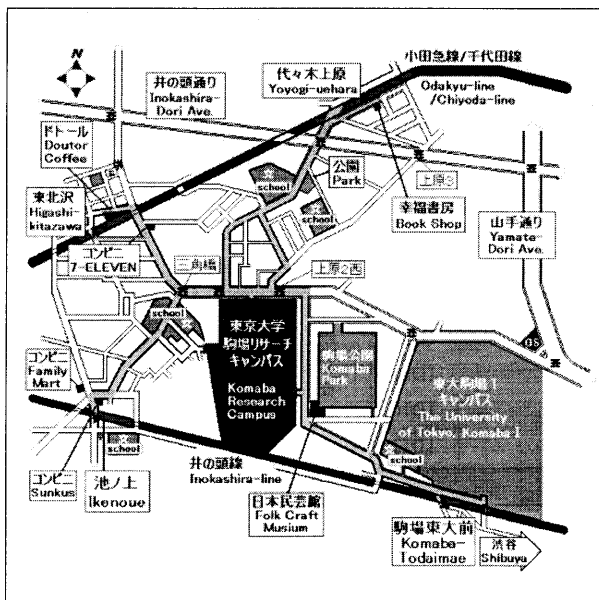 N
小田急線/千代田線
Odakyu-line
/Chiyoda-line
代々木上原
Yoyogi-uehara
井の頭通り
Inokashira-
Dori Ave.
ドトール
Doutor
Coffee
公園
Park
school
上原3
東北沢
Higashi-
kitazawa
school
幸福書房
Book Shop
山手通り
Yamate-
Dori Ave.
コンビニ
7-ELEVEN
三角橋
上原2西
school
東京大学
駒場リサーチ
キャンパス
Komaba
Research
Campus
駒場公園
Komaba
Park
GS
コンビニ
Family
Mart
東大駒場I
キャンパス
The University
of Tokyo, Komaba I
school
井の頭線
Inokashira-line
school
コンビニ
Sunkus
池ノ上
Ikenoue
日本民芸館
Folk Craft
Musium
駒場東大前
Komaba-
Todaimae
渋谷
Shibuya